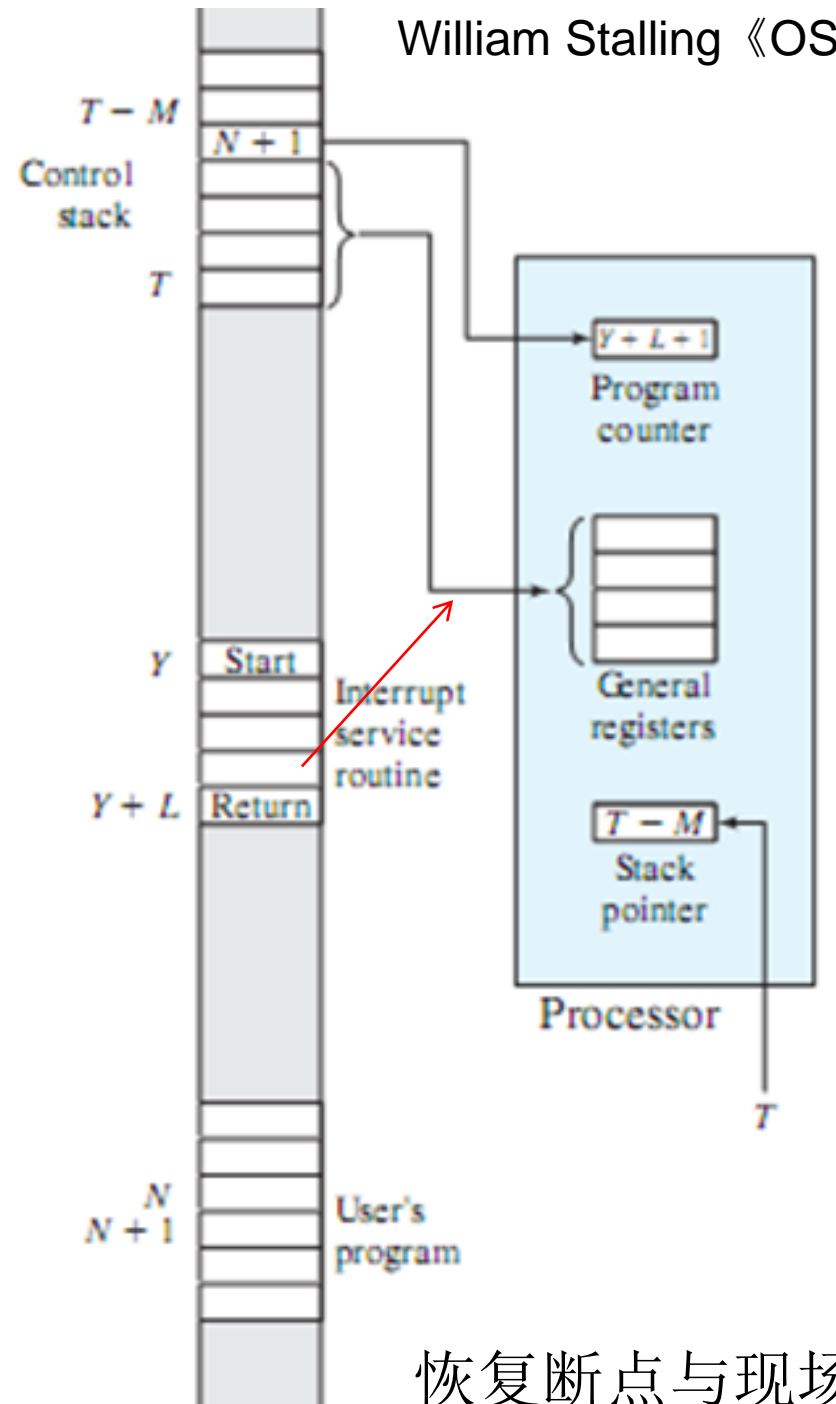 William Stalling《OS
T − M
N + 1
Control
stack
T
Y + L + 1
Program
counter
Y
Start
Interrupt
service
routine
General
registers
Y + L
Return
T − M
Stack
pointer
Processor
T
N
N + 1
User's
program
恢复断点与现场